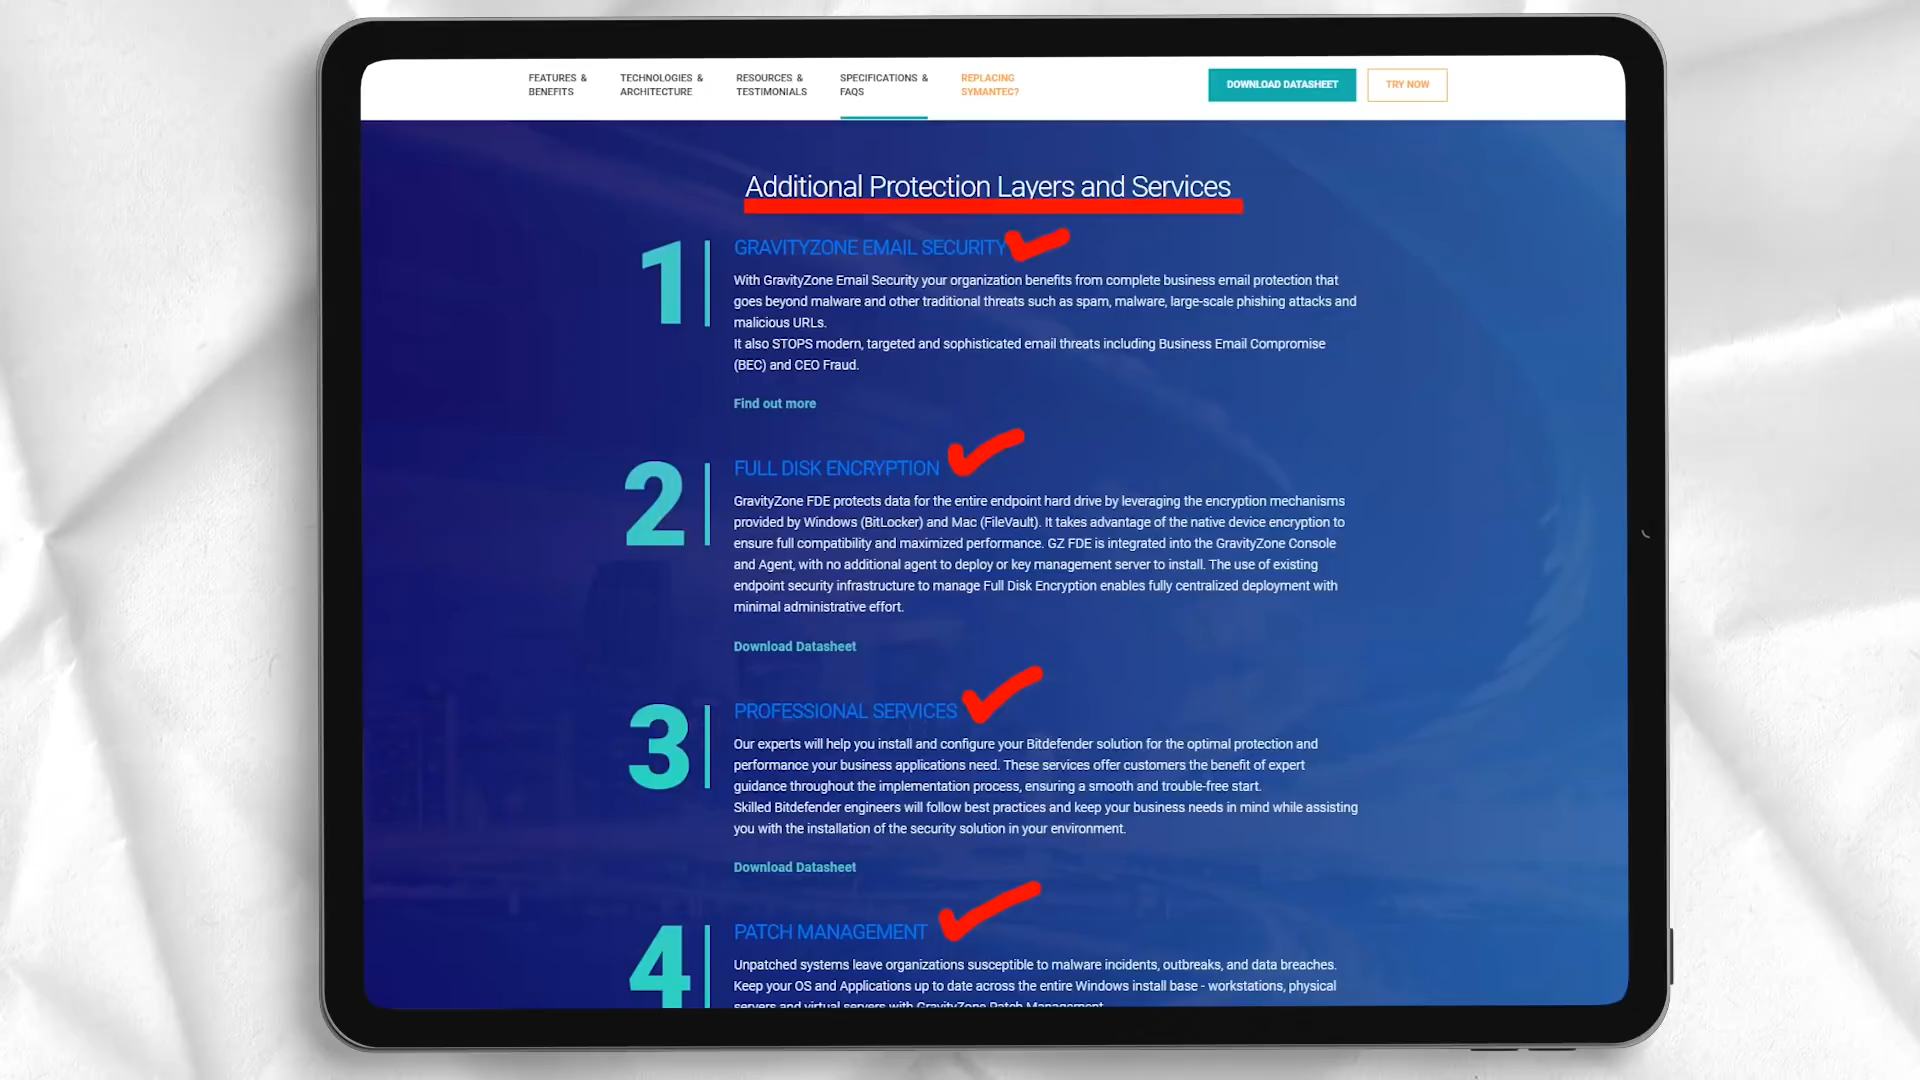 FEATURES &
BENEFITS
TECHNOLOGIES &
ARCHITECTURE
RESOURCES &
TESTIMONIALS
SPECIFICATIONS &
FAQS
REPLACING
SYMANTEC?
DOWNLOAD DATASHEET
TRY NOW
Additional Protection Layers and Services
1
GRAVITYZONE EMAIL SECURITY
With GravityZone Email Security your organization benefits from complete business email protection that
goes beyond malware and other traditional threats such as spam, malware, large-scale phishing attacks and
malicious URLs.
It also STOPS modern, targeted and sophisticated email threats including Business Email Compromise
(BEC) and CEO Fraud.
Find out more
2
FULL DISK ENCRYPTION
GravityZone FDE protects data for the entire endpoint hard drive by leveraging the encryption mechanisms
provided by Windows (BitLocker) and Mac (FileVault). It takes advantage of the native device encryption to
ensure full compatibility and maximized performance. GZ FDE is integrated into the GravityZone Console
and Agent, with no additional agent to deploy or key management server to install. The use of existing
endpoint security infrastructure to manage Full Disk Encryption enables fully centralized deployment with
minimal administrative effort.
Download Datasheet
3
PROFESSIONAL SERVICES
Our experts will help you install and configure your Bitdefender solution for the optimal protection and
performance your business applications need. These services offer customers the benefit of expert
guidance throughout the implementation process, ensuring a smooth and trouble-free start.
Skilled Bitdefender engineers will follow best practices and keep your business needs in mind while assisting
you with the installation of the security solution in your environment.
Download Datasheet
4
PATCH MANAGEMENT
Unpatched systems leave organizations susceptible to malware incidents, outbreaks, and data breaches.
Keep your OS and Applications up to date across the entire Windows install base - workstations, physical
servers and virtual servers with GravityZone Patch Management